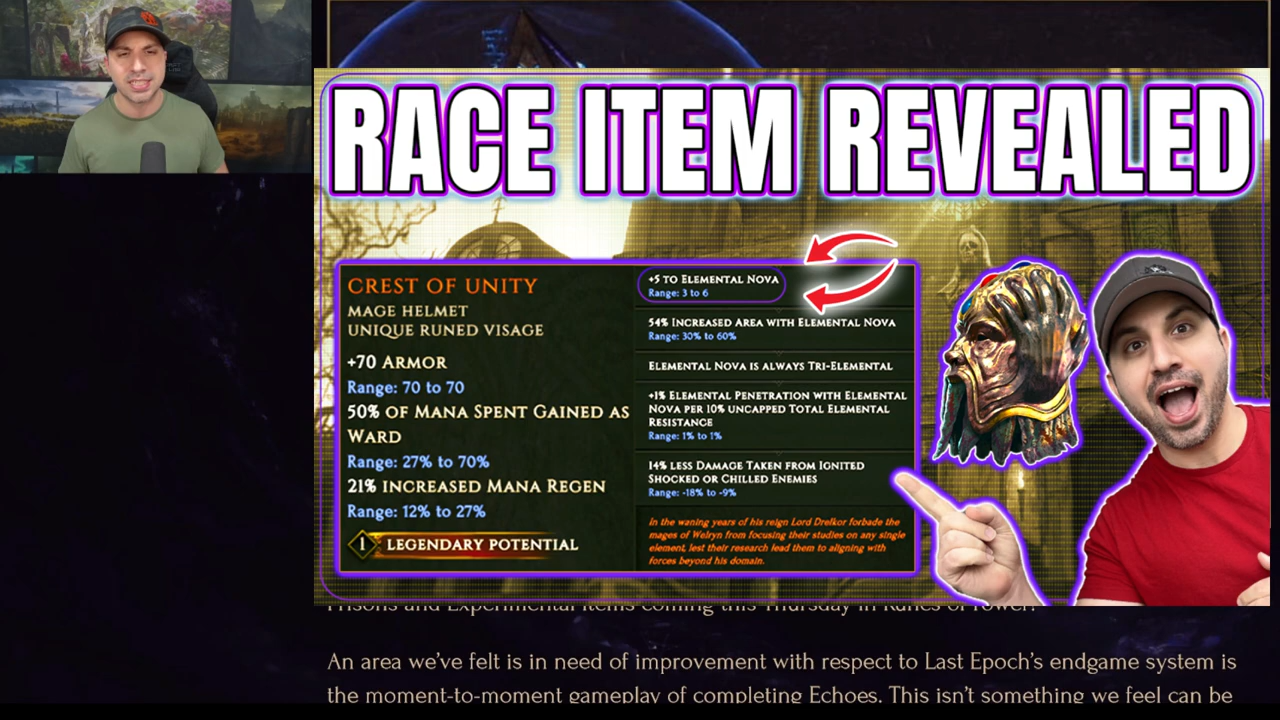 RACE ITEM REVEALED
CREST OF UNITY
MAGE HELMET
UNIQUE RUNED VISAGE
+70 ARMOR
Range: 70 to 70
50% OF MANA SPENT GAINED AS
WARD
Range: 27% to 70%
21% INCREASED MANA REGEN
Range: 12% to 27%
1 LEGENDARY POTENTIAL
+5 TO ELEMENTAL NOVA
Range: 3 to 6
54% INCREASED AREA WITH ELEMENTAL NOVA
Range: 30% to 60%
ELEMENTAL NOVA IS ALWAYS TRI-ELEMENTAL
+1% ELEMENTAL PENETRATION WITH ELEMENTAL
NOVA PER 10% UNCAPPED TOTAL ELEMENTAL
RESISTANCE
Range: 1% to 1%
14% LESS DAMAGE TAKEN FROM IGNITED
SHOCKED OR CHILLED ENEMIES
Range: -18% to -9%
In the waning years of his reign Lord Drelkor forbade the
mages of Welryn from focusing their studies on any single
element, lest their research lead them to aligning with
forces beyond his domain.
Prisons and Experimental items coming this Thursday in Runes of Power!
An area we've felt is in need of improvement with respect to Last Epoch's endgame system is
the moment-to-moment gameplay of completing Echoes. This isn't something we feel can be